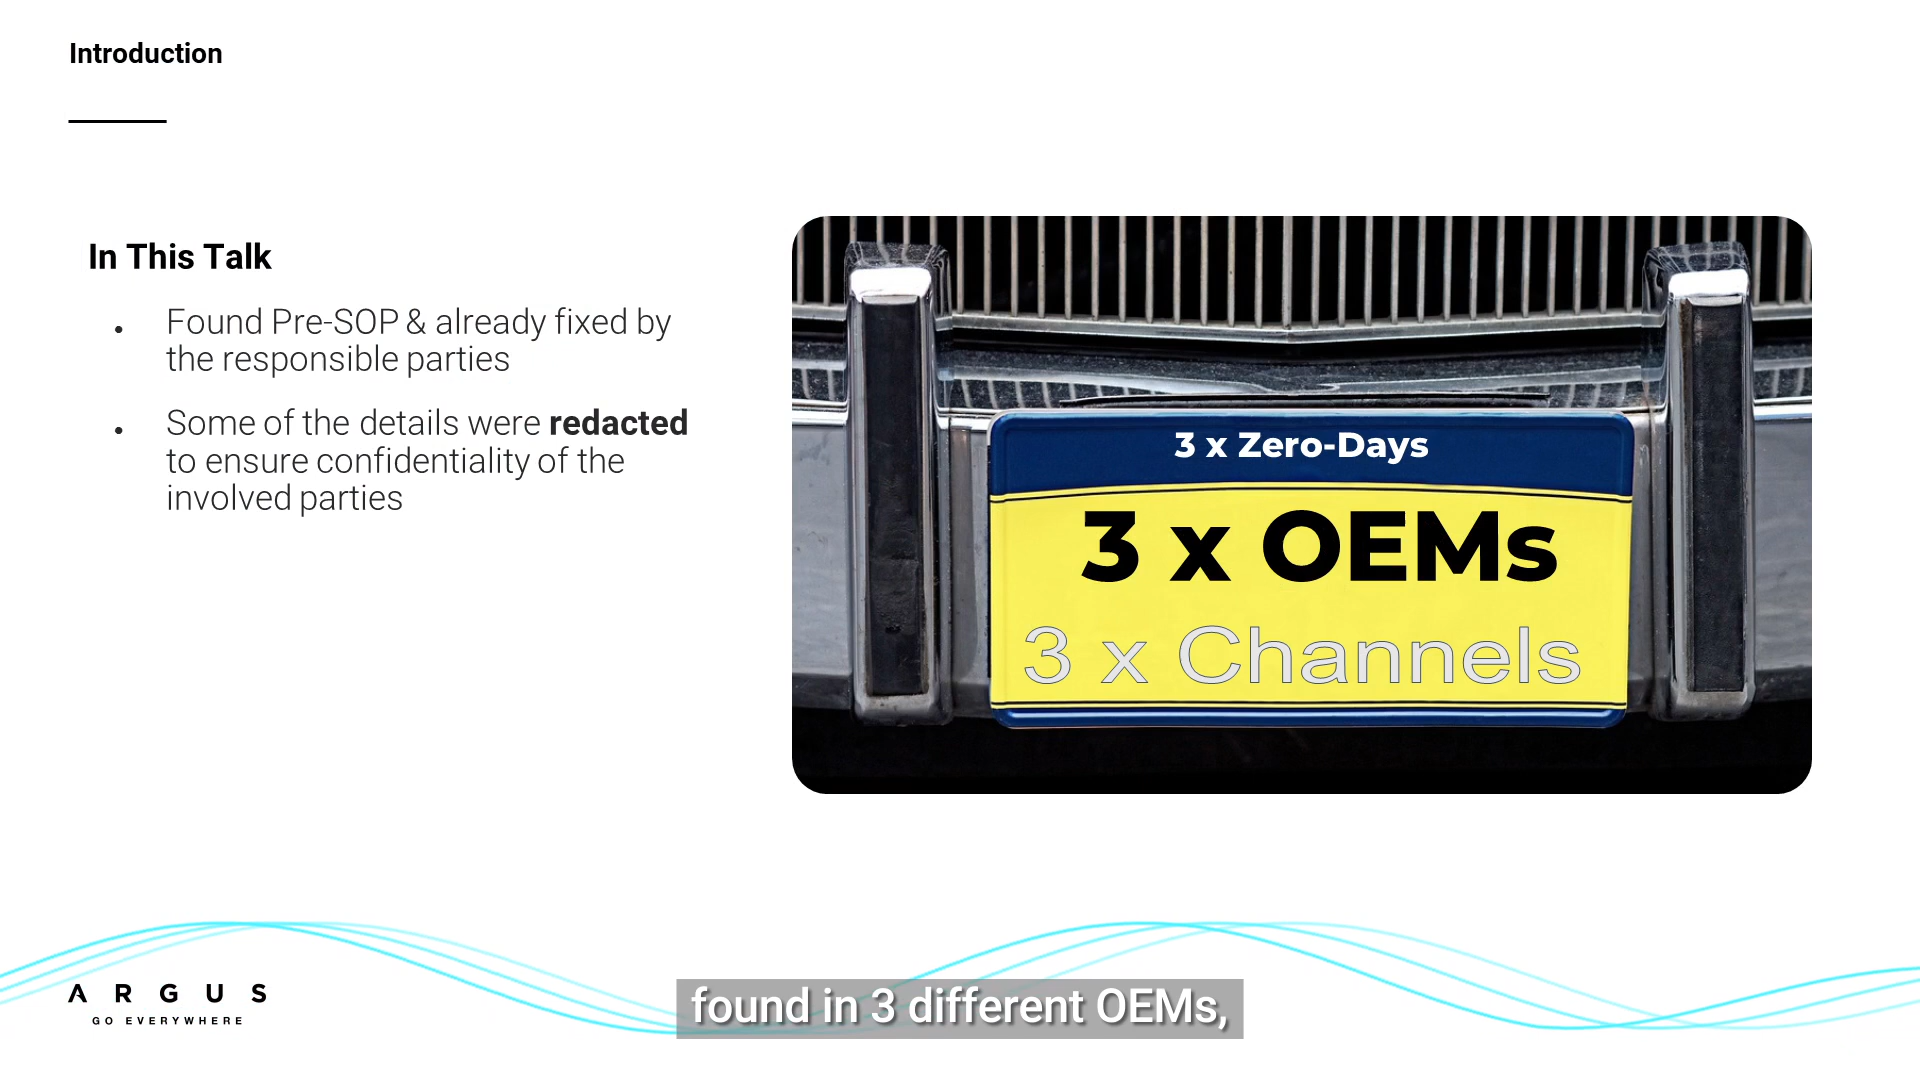 Introduction
In This Talk
• Found Pre-SOP & already fixed by
the responsible parties
• Some of the details were redacted
to ensure confidentiality of the
involved parties
3 x Zero-Days
3 x OEMs
3 x Channels
ARGUS
GO EVERYWHERE
found in 3 different OEMs,